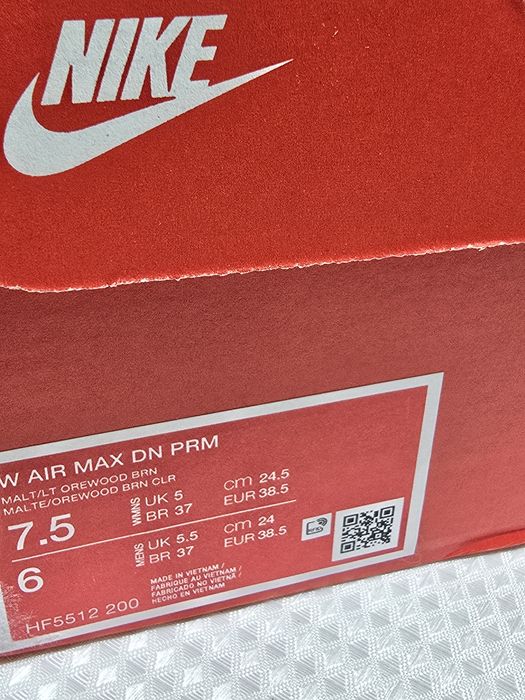 NIKE
W AIR MAX DN PRM
MALT/LT OREWOOD BRN
MALTE/OREWOOD BRN CLR
7.5 WMNS UK 5 cm 24.5
BR 37 EUR 38.5
6 MENS UK 5.5 cm 24
BR 37 EUR 38.5
MADE IN VIETNAM /
FABRIQUE AU VIETNAM /
FABRICADO NO VIETNÃ /
HECHO EN VIETNAM
HF5512 200